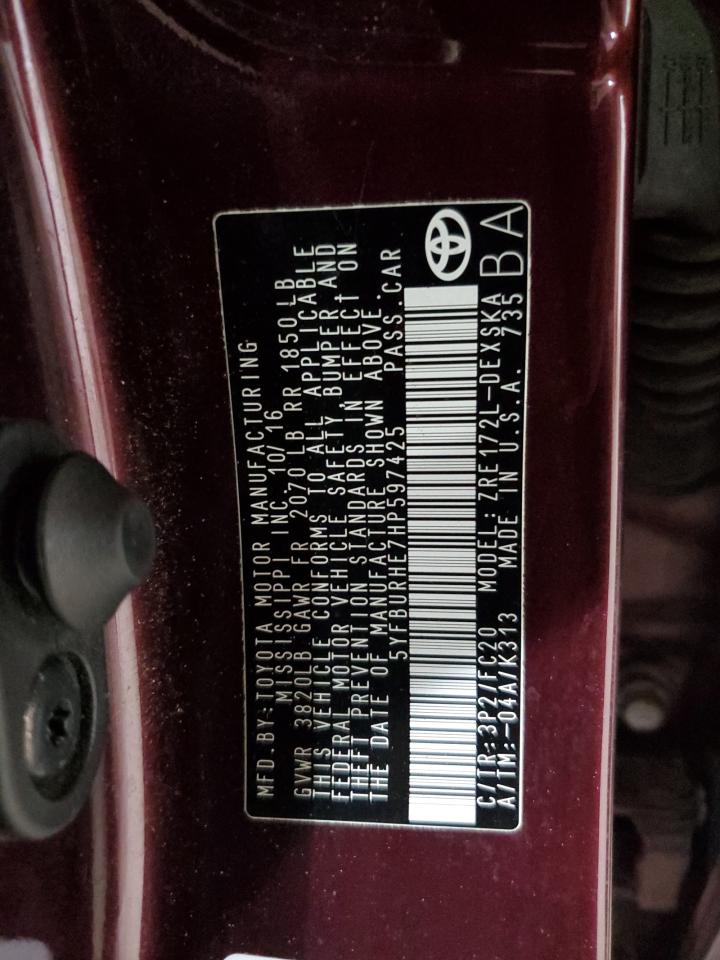 MFD.BY:TOYOTA MOTOR MANUFACTURING
MISSISSIPPI INC.10/16
GVWR 3820LB GAWR FR 2070 LB RR 1850 LB
THIS VEHICLE CONFORMS TO ALL APPLICABLE
FEDERAL MOTOR VEHICLE SAFETY BUMPER AND
THEFT PREVENTION STANDARDS IN EFFECT ON
THE DATE OF MANUFACTURE SHOWN ABOVE.
5YFBURHE7HP597425 PASS.CAR
C/TR:3P27/FC20 MODEL:ZRE172L-DEXSKA
A/TM:-04A/K313 MADE IN U.S.A. 735 BA